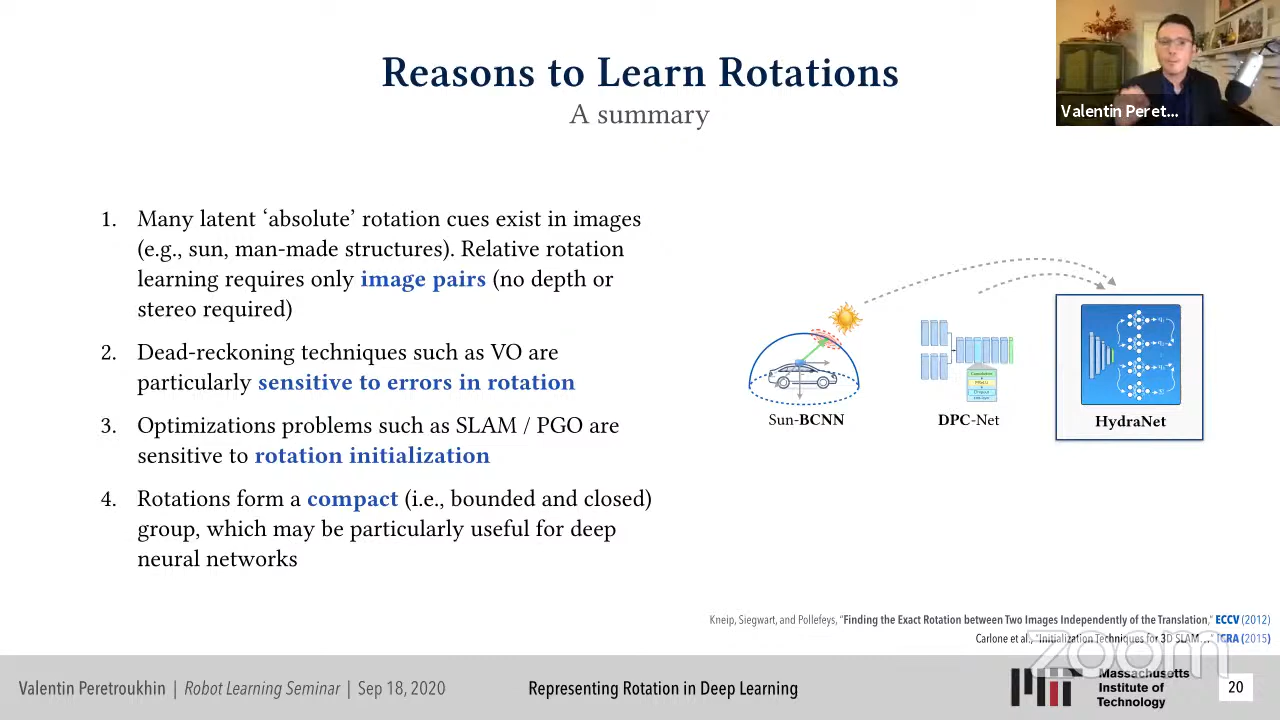 Reasons to Learn Rotations
A summary
Valentin Peret...
1. Many latent ‘absolute’ rotation cues exist in images
(e.g., sun, man-made structures). Relative rotation
learning requires only image pairs (no depth or
stereo required)
2. Dead-reckoning techniques such as VO are
particularly sensitive to errors in rotation
3. Optimizations problems such as SLAM / PGO are
sensitive to rotation initialization
4. Rotations form a compact (i.e., bounded and closed)
group, which may be particularly useful for deep
neural networks
Sun-BCNN
DPC-Net
HydraNet
Kneip, Siegwart, and Pollefeys, “Finding the Exact Rotation between Two Images Independently of the Translation,” ECCV (2012)
Carlone et al., “Initialization Techniques for 3D SLAM...” ICRA (2015)
zoom
Valentin Peretroukhin | Robot Learning Seminar | Sep 18, 2020
Representing Rotation in Deep Learning
Massachusetts
Institute of
Technology
20